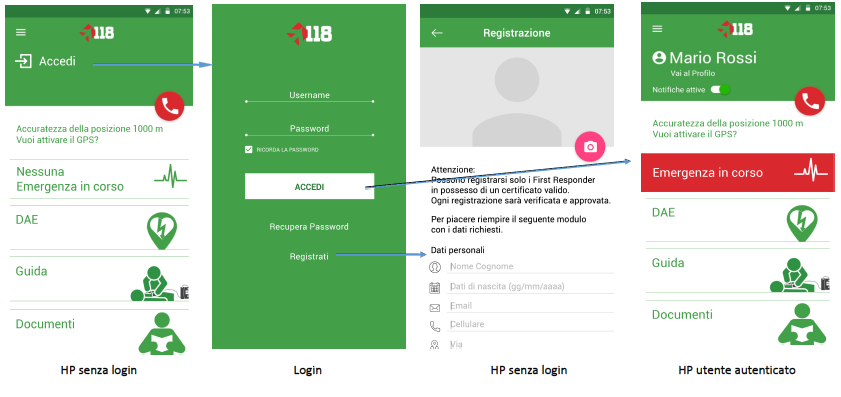 07:53
118
Accedi
Accuratezza della posizione 1000 m
Vuoi attivare il GPS?
Nessuna
Emergenza in corso
DAE
Guida
Documenti
HP senza login
118
Username
Password
RICORDA LA PASSWORD
ACCEDI
Recupera Password
Registrati
Login
07:53
Registrazione
Attenzione:
Possono registrarsi solo i First Responder
in possesso di un certificato valido.
Ogni registrazione sarà verificata e approvata.
Per piacere riempire il seguente modulo
con i dati richiesti.
Dati personali
Nome Cognome
Dati di nascita (gg/mm/aaaa)
Email
Cellulare
Via
HP senza login
07:53
118
Mario Rossi
Vai al Profilo
Notifiche attive
Accuratezza della posizione 1000 m
Vuoi attivare il GPS?
Emergenza in corso
DAE
Guida
Documenti
HP utente autenticato